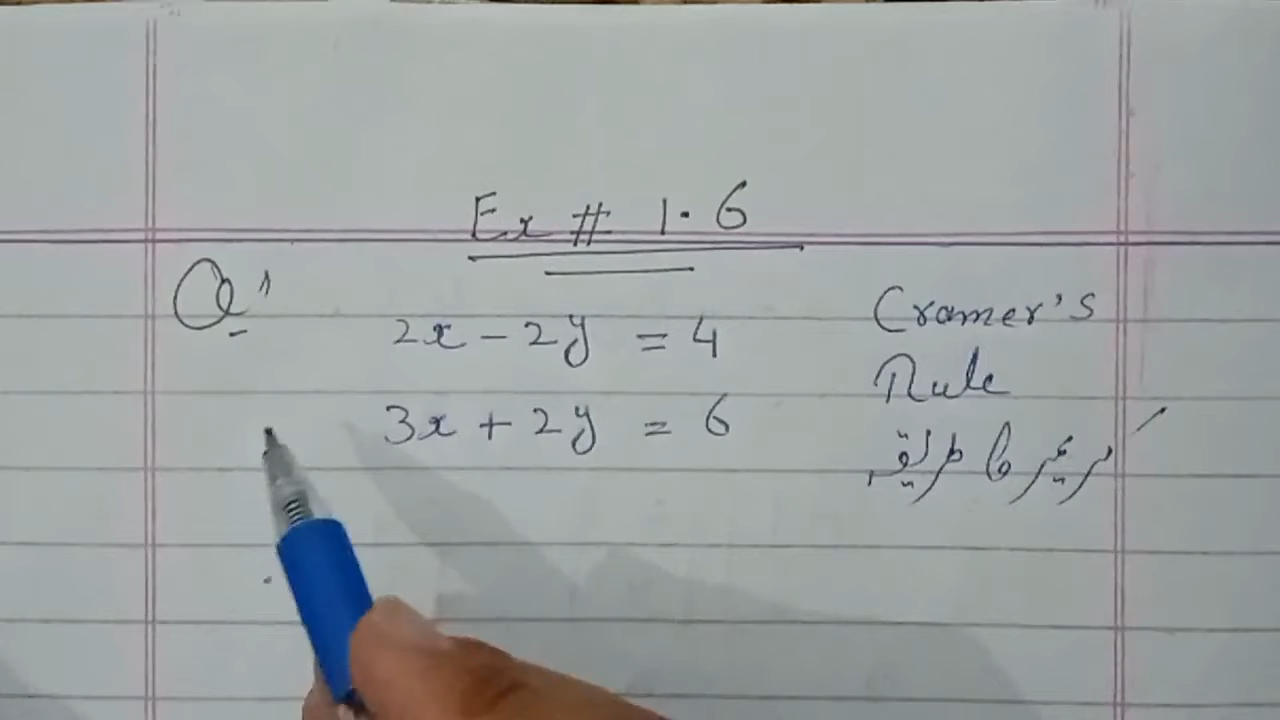 Ex # 1.6
Q1
2x - 2y = 4
3x + 2y = 6
Cramer's
Rule
کریمر کا طریقہ